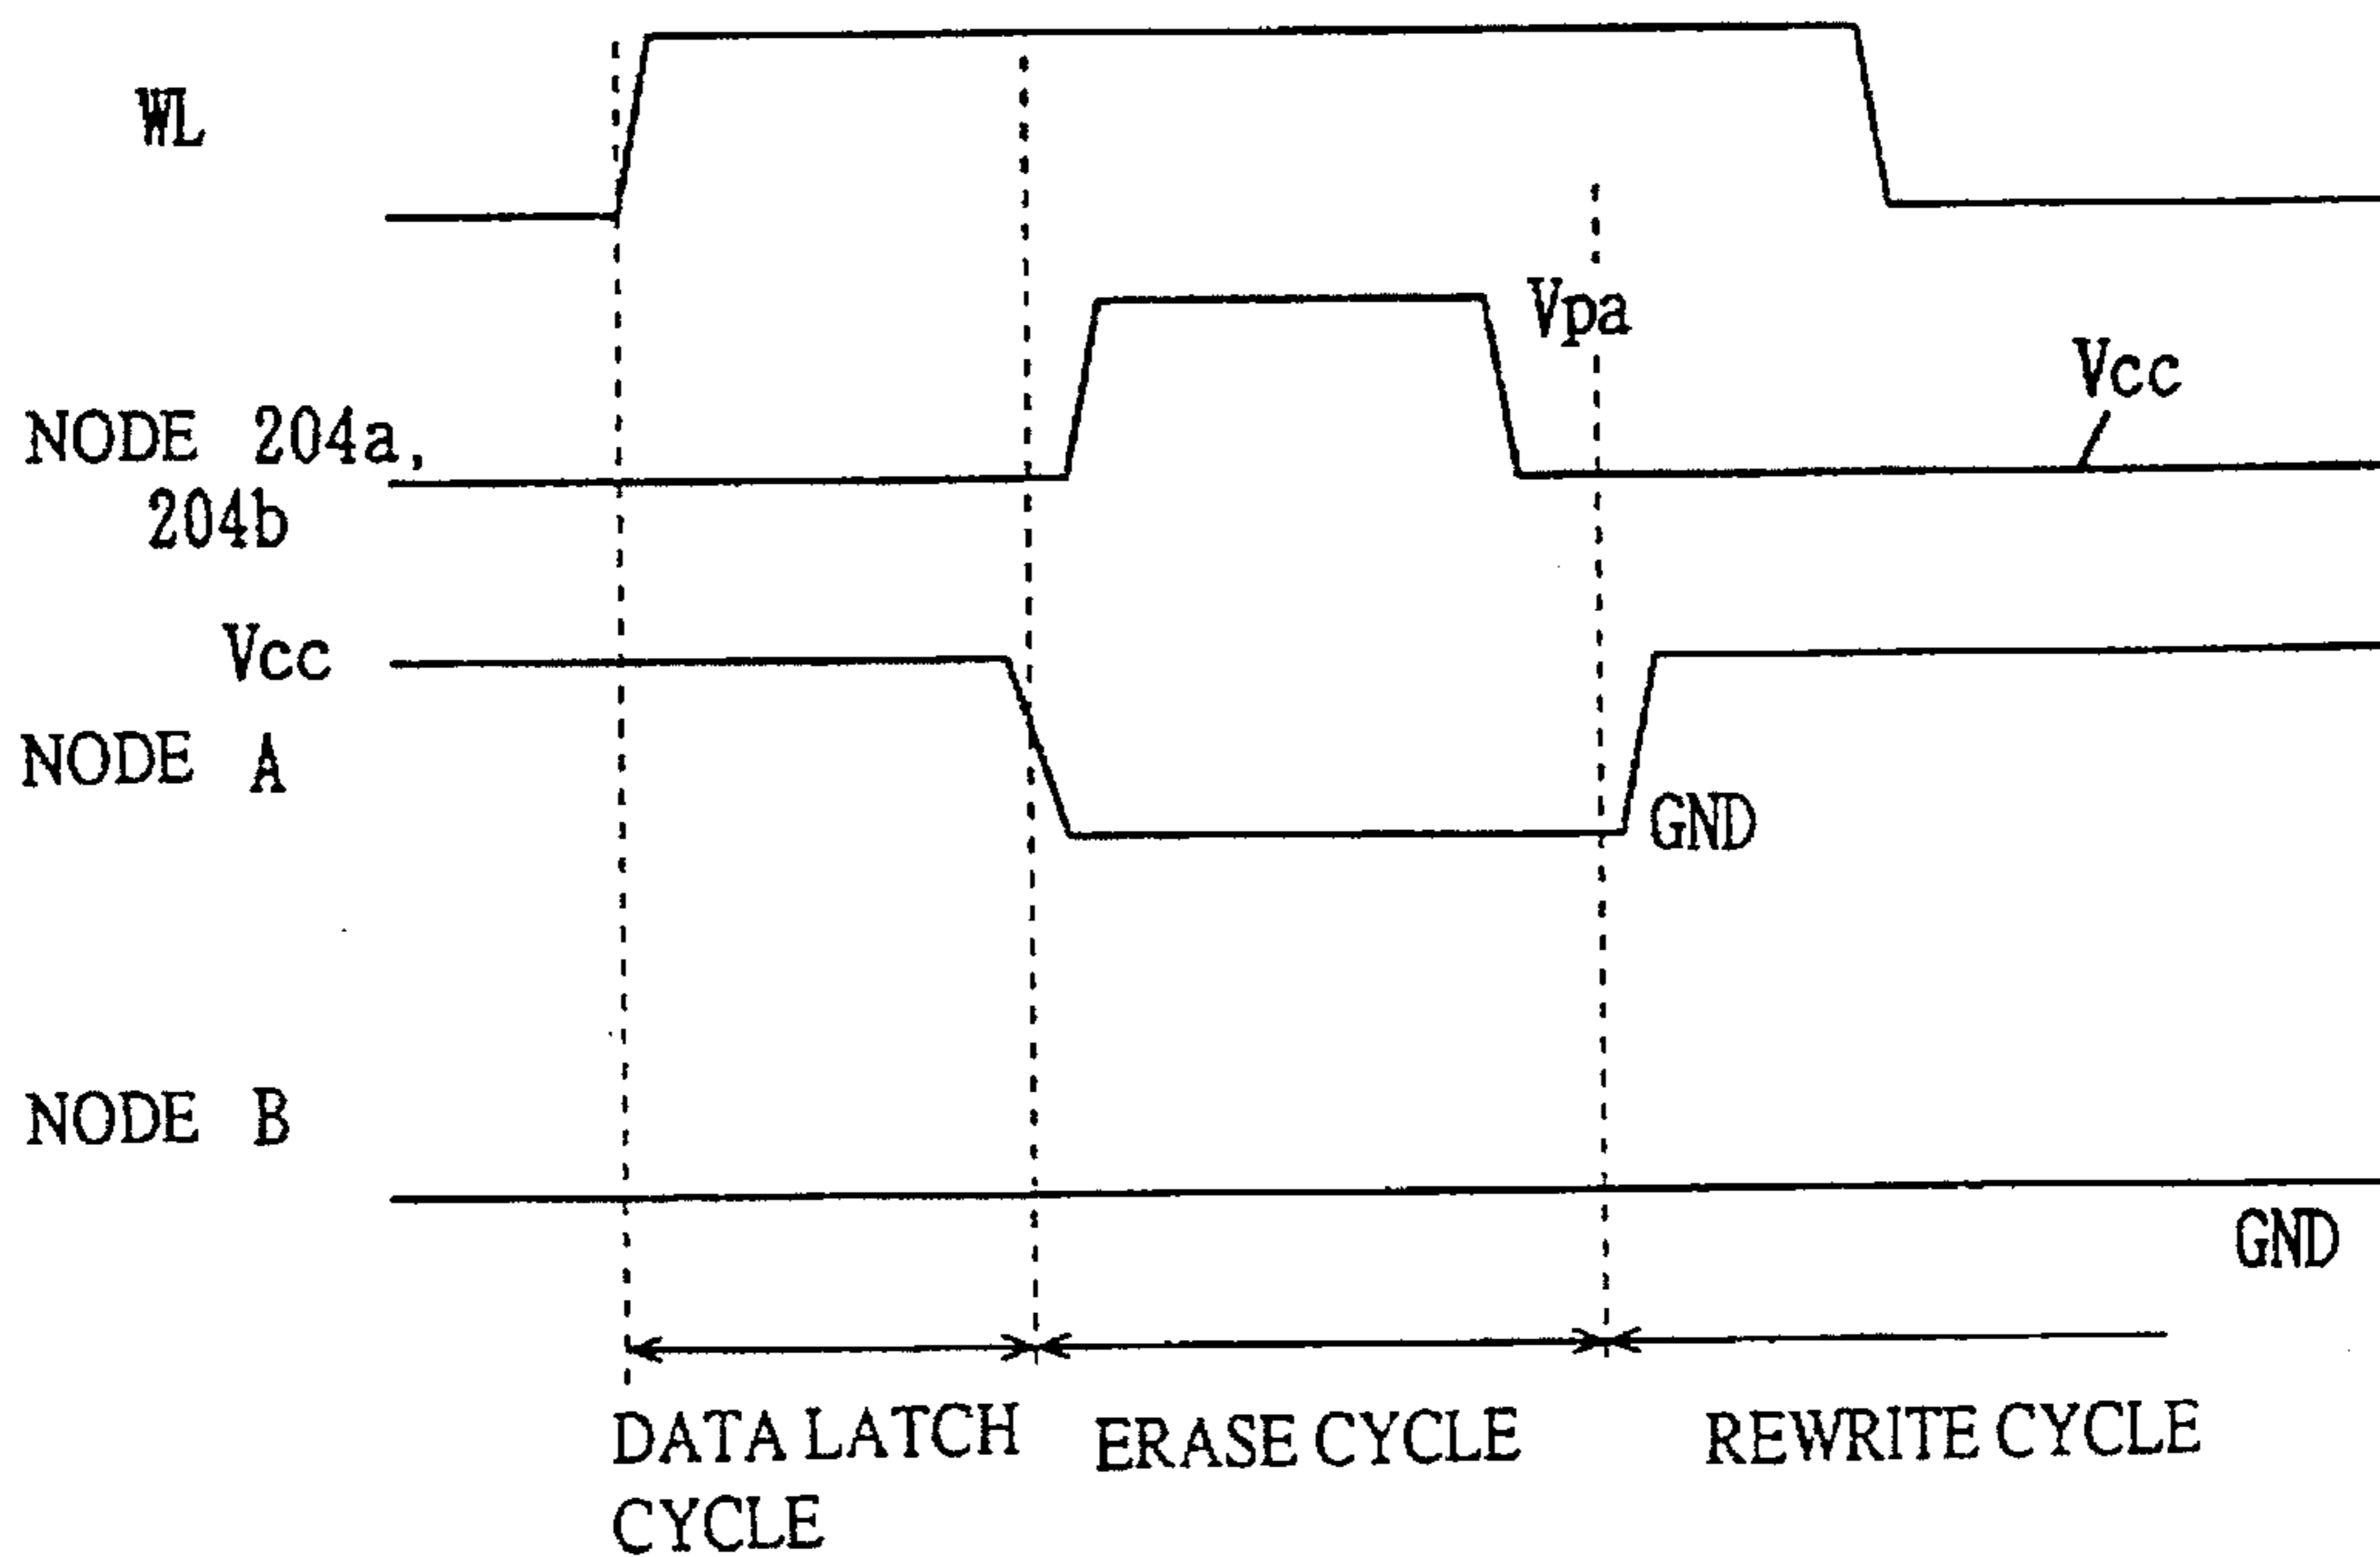 WL
Vpa
Vcc
NODE 204a,
204b
Vcc
NODE A
GND
NODE B
GND
DATA LATCH
CYCLE
ERASE CYCLE
REWRITE CYCLE